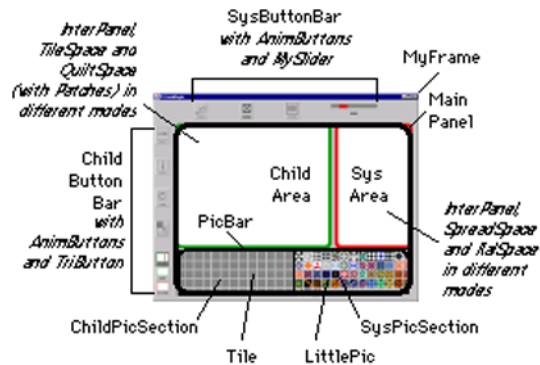 InterPanel,
TileSpace and
QuiltSpace
(with Patches) in
different modes
SysButtonBar
with AnimButtons
and MySlider
MyFrame
Main
Panel
Child
Button
Bar
with
AnimButtons
and TriButton
Child
Area
Sys
Area
PicBar
InterPanel,
SpreadSpace
and RatSpace
in different
modes
ChildPicSection
SysPicSection
Tile
LittlePic